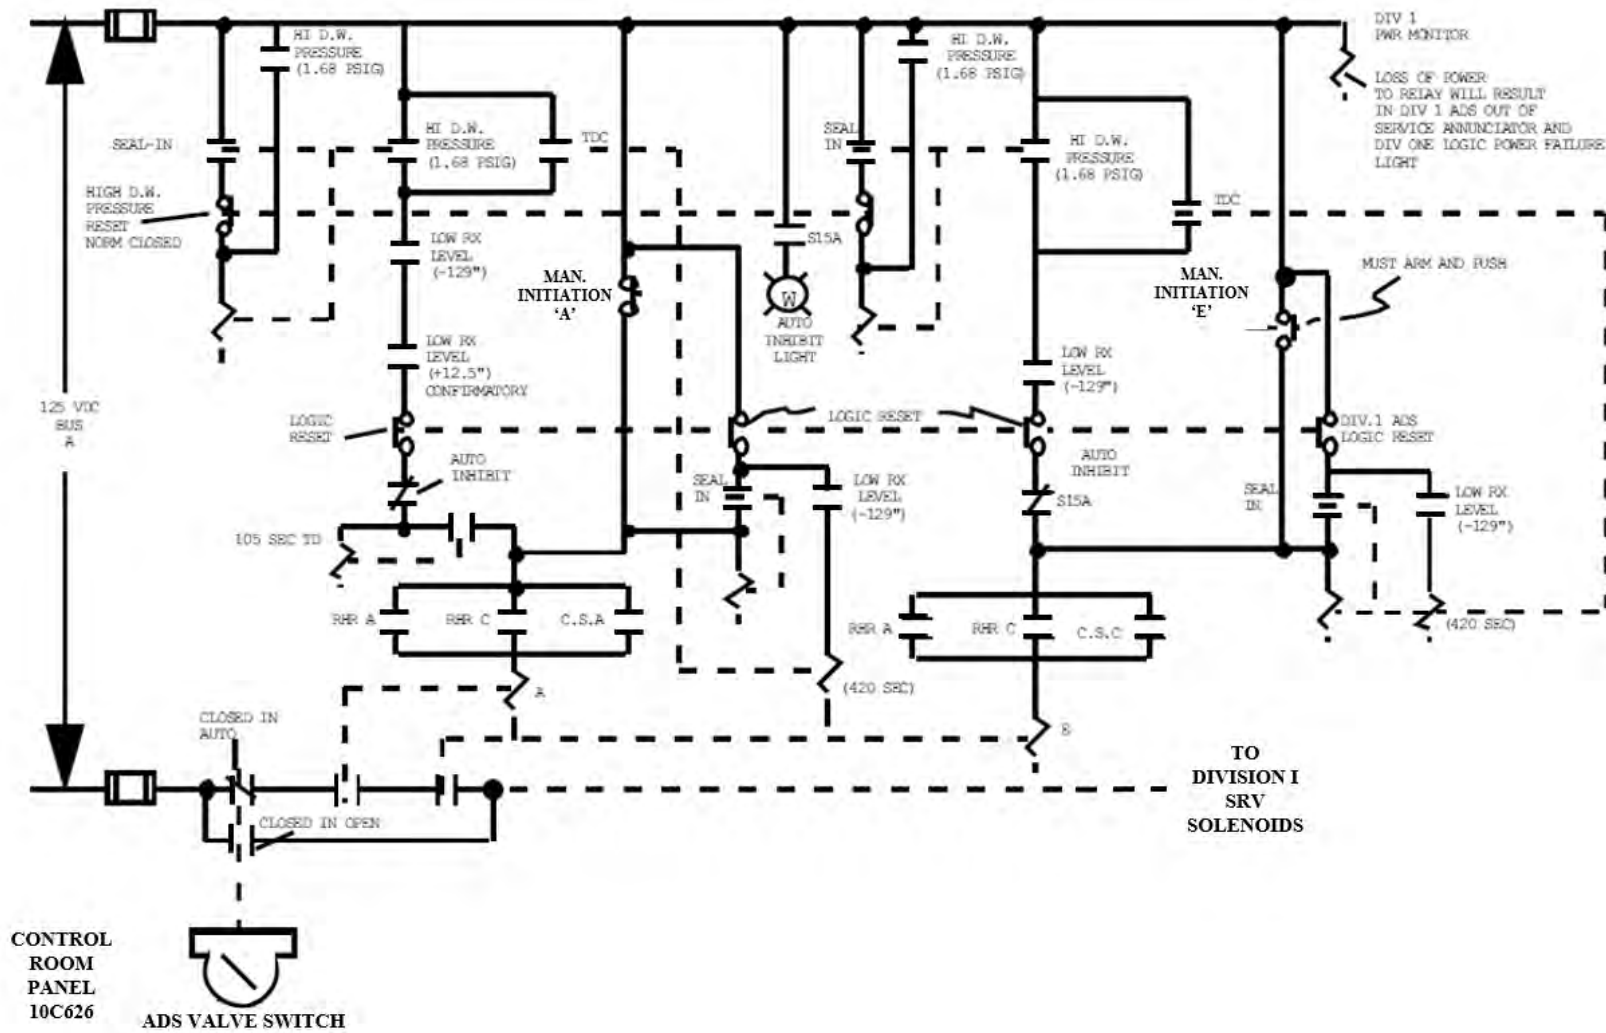 HI D.W.
PRESSURE
(1.68 PSIG)
SEAL-IN
HIGH D.W.
PRESSURE
RESET
NORM CLOSED
HI D.W.
PRESSURE
(1.68 PSIG)
TDC
LOW RX
LEVEL
(-129")
LOW RX
LEVEL
(+12.5")
CONFIRMATORY
LOGIC
RESET
AUTO
INHIBIT
105 SEC TD
MAN.
INITIATION
'A'
SEAL
IN
LOW RX
LEVEL
(-129")
(420 SEC)
RHR A
RHR C
C.S.A
A
S15A
W
AUTO
INHIBIT
LIGHT
SEAL
IN
HI D.W.
PRESSURE
(1.68 PSIG)
HI D.W.
PRESSURE
(1.68 PSIG)
TDC
LOW RX
LEVEL
(-129")
LOGIC RESET
AUTO
INHIBIT
S15A
MAN.
INITIATION
'E'
MUST ARM AND PUSH
DIV.1 ADS
LOGIC RESET
SEAL
IN
LOW RX
LEVEL
(-129")
(420 SEC)
RHR A
RHR C
C.S.C
DIV 1
PWR MONITOR
LOSS OF POWER
TO RELAY WILL RESULT
IN DIV 1 ADS OUT OF
SERVICE ANNUNCIATOR AND
DIV ONE LOGIC POWER FAILURE
LIGHT
125 VDC
BUS
A
CLOSED IN
AUTO
CLOSED IN OPEN
TO
DIVISION I
SRV
SOLENOIDS
CONTROL
ROOM
PANEL
10C626
ADS VALVE SWITCH